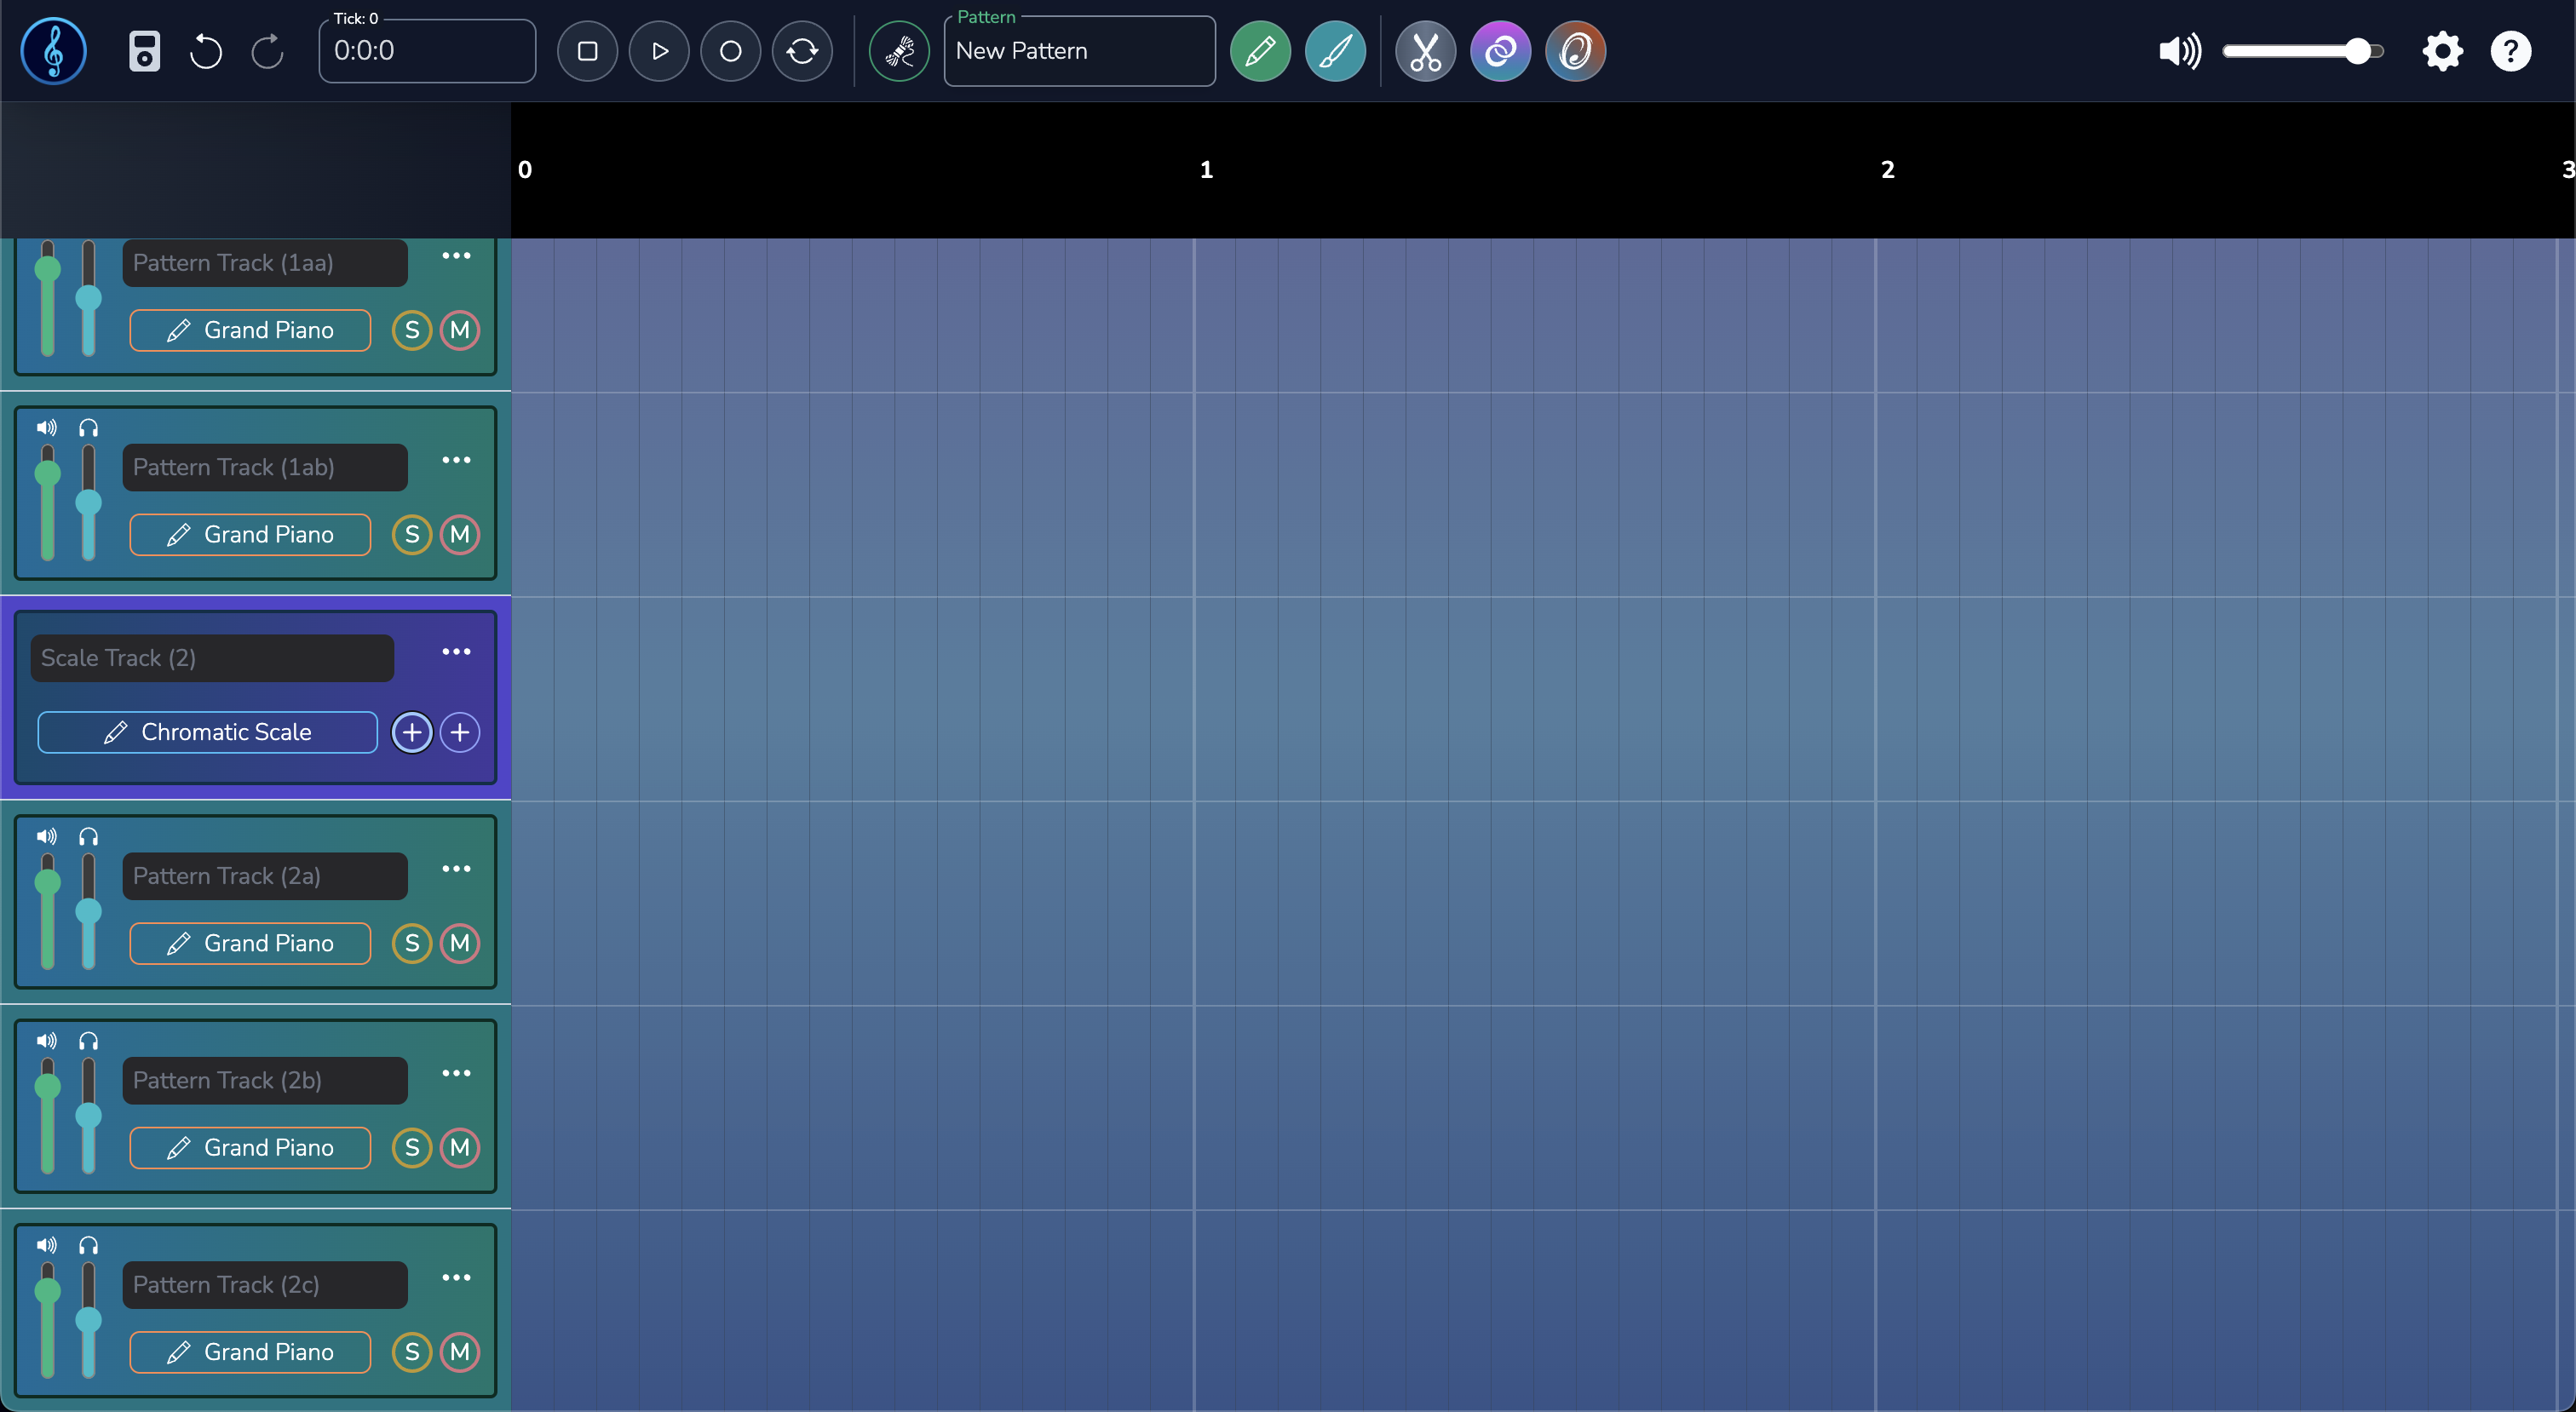 Tick: 0
0:0:0
Pattern
New Pattern
?
0
1
2
3
Pattern Track (1aa)
Grand Piano
S
M
Pattern Track (1ab)
Grand Piano
S
M
Scale Track (2)
Chromatic Scale
Pattern Track (2a)
Grand Piano
S
M
Pattern Track (2b)
Grand Piano
S
M
Pattern Track (2c)
Grand Piano
S
M